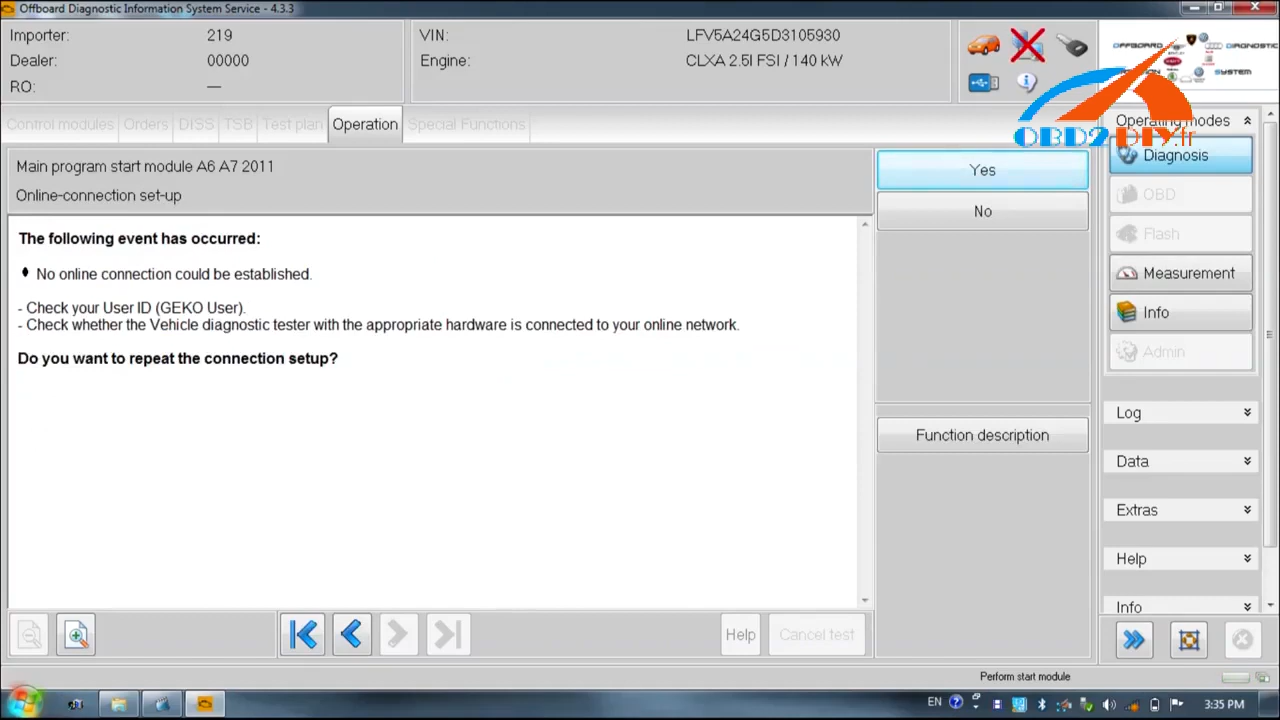 Offboard Diagnostic Information System Service - 4.3.3
Importer: 219
Dealer: 00000
RO: —
VIN: LFV5A24G5D3105930
Engine: CLXA 2.5l FSI / 140 kW
OFFBOARD DIAGNOSTIC
SYSTEM
OBD2DIY.fr
Control modules
Orders
DISS
TSB
Test plan
Operation
Special Functions
Main program start module A6 A7 2011
Online-connection set-up
The following event has occurred:
No online connection could be established.
- Check your User ID (GEKO User).
- Check whether the Vehicle diagnostic tester with the appropriate hardware is connected to your online network.
Do you want to repeat the connection setup?
Yes
No
Function description
Operating modes
Diagnosis
OBD
Flash
Measurement
Info
Admin
Log
Data
Extras
Help
Info
Help
Cancel test
Perform start module
EN
3:35 PM